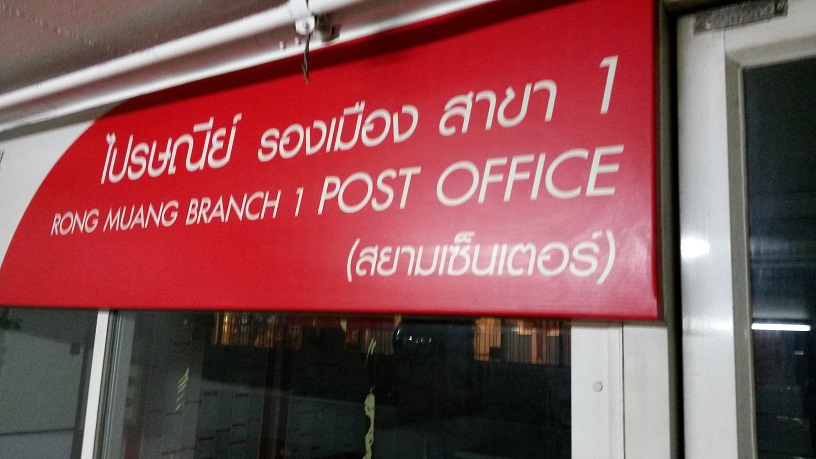 ไปรษณีย์ รองเมือง สาขา 1
RONG MUANG BRANCH 1 POST OFFICE
(สยามเซ็นเตอร์)